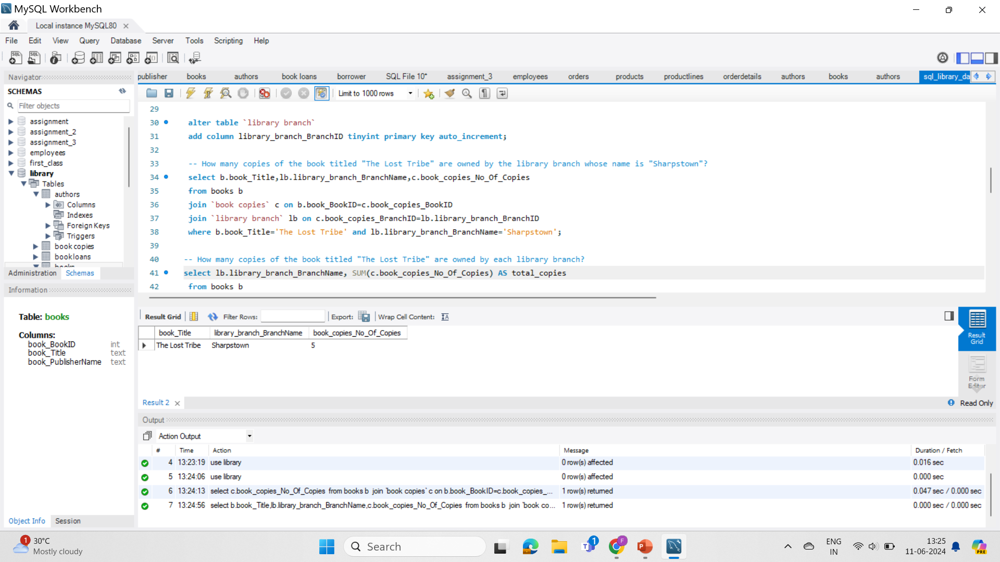 MySQL Workbench
Local instance MySQL80
File Edit View Query Database Server Tools Scripting Help
Navigator
SCHEMAS
Filter objects
assignment
assignment_2
assignment_3
employees
first_class
library
Tables
authors
Columns
Indexes
Foreign Keys
Triggers
book copies
book loans
books
Administration Schemas
Information
Table: books
Columns:
book_BookID int
book_Title text
book_PublisherName text
Object Info Session
publisher books authors book loans borrower SQL File 10* assignment_3 employees orders products productlines orderdetails authors books authors sql_library_da
Limit to 1000 rows
29
30 alter table `library branch`
31 add column library_branch_BranchID tinyint primary key auto_increment;
32
33 -- How many copies of the book titled "The Lost Tribe" are owned by the library branch whose name is "Sharpstown"?
34 select b.book_Title,lb.library_branch_BranchName,c.book_copies_No_Of_Copies
35 from books b
36 join `book copies` c on b.book_BookID=c.book_copies_BookID
37 join `library branch` lb on c.book_copies_BranchID=lb.library_branch_BranchID
38 where b.book_Title='The Lost Tribe' and lb.library_branch_BranchName='Sharpstown';
39
40 -- How many copies of the book titled "The Lost Tribe" are owned by each library branch?
41 select lb.library_branch_BranchName, SUM(c.book_copies_No_Of_Copies) AS total_copies
42 from books b
Result Grid Filter Rows: Export: Wrap Cell Content:
book_Title library_branch_BranchName book_copies_No_Of_Copies
The Lost Tribe Sharpstown 5
Result Grid
Form Editor
Result 2
Read Only
Output
Action Output
# Time Action Message Duration / Fetch
4 13:23:19 use library 0 row(s) affected 0.016 sec
5 13:24:06 use library 0 row(s) affected 0.000 sec
6 13:24:13 select c.book_copies_No_Of_Copies from books b join `book copies` c on b.book_BookID=c.book_copies_... 1 row(s) returned 0.047 sec / 0.000 sec
7 13:24:56 select b.book_Title,lb.library_branch_BranchName,c.book_copies_No_Of_Copies from books b join `book co... 1 row(s) returned 0.000 sec / 0.000 sec
1
30°C
Mostly cloudy
Search
1
F
P
ENG
IN
13:25
11-06-2024
PRE